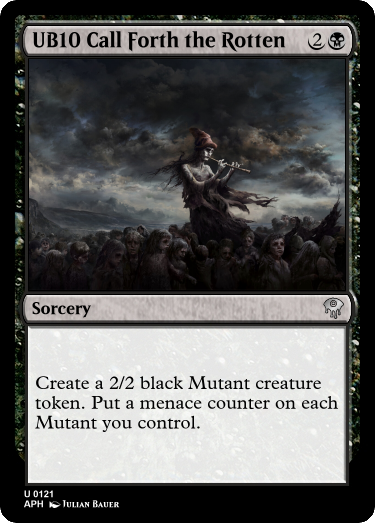 UB10 Call Forth the Rotten 2
Sorcery
Create a 2/2 black Mutant creature
token. Put a menace counter on each
Mutant you control.
U 0121
APH Julian Bauer